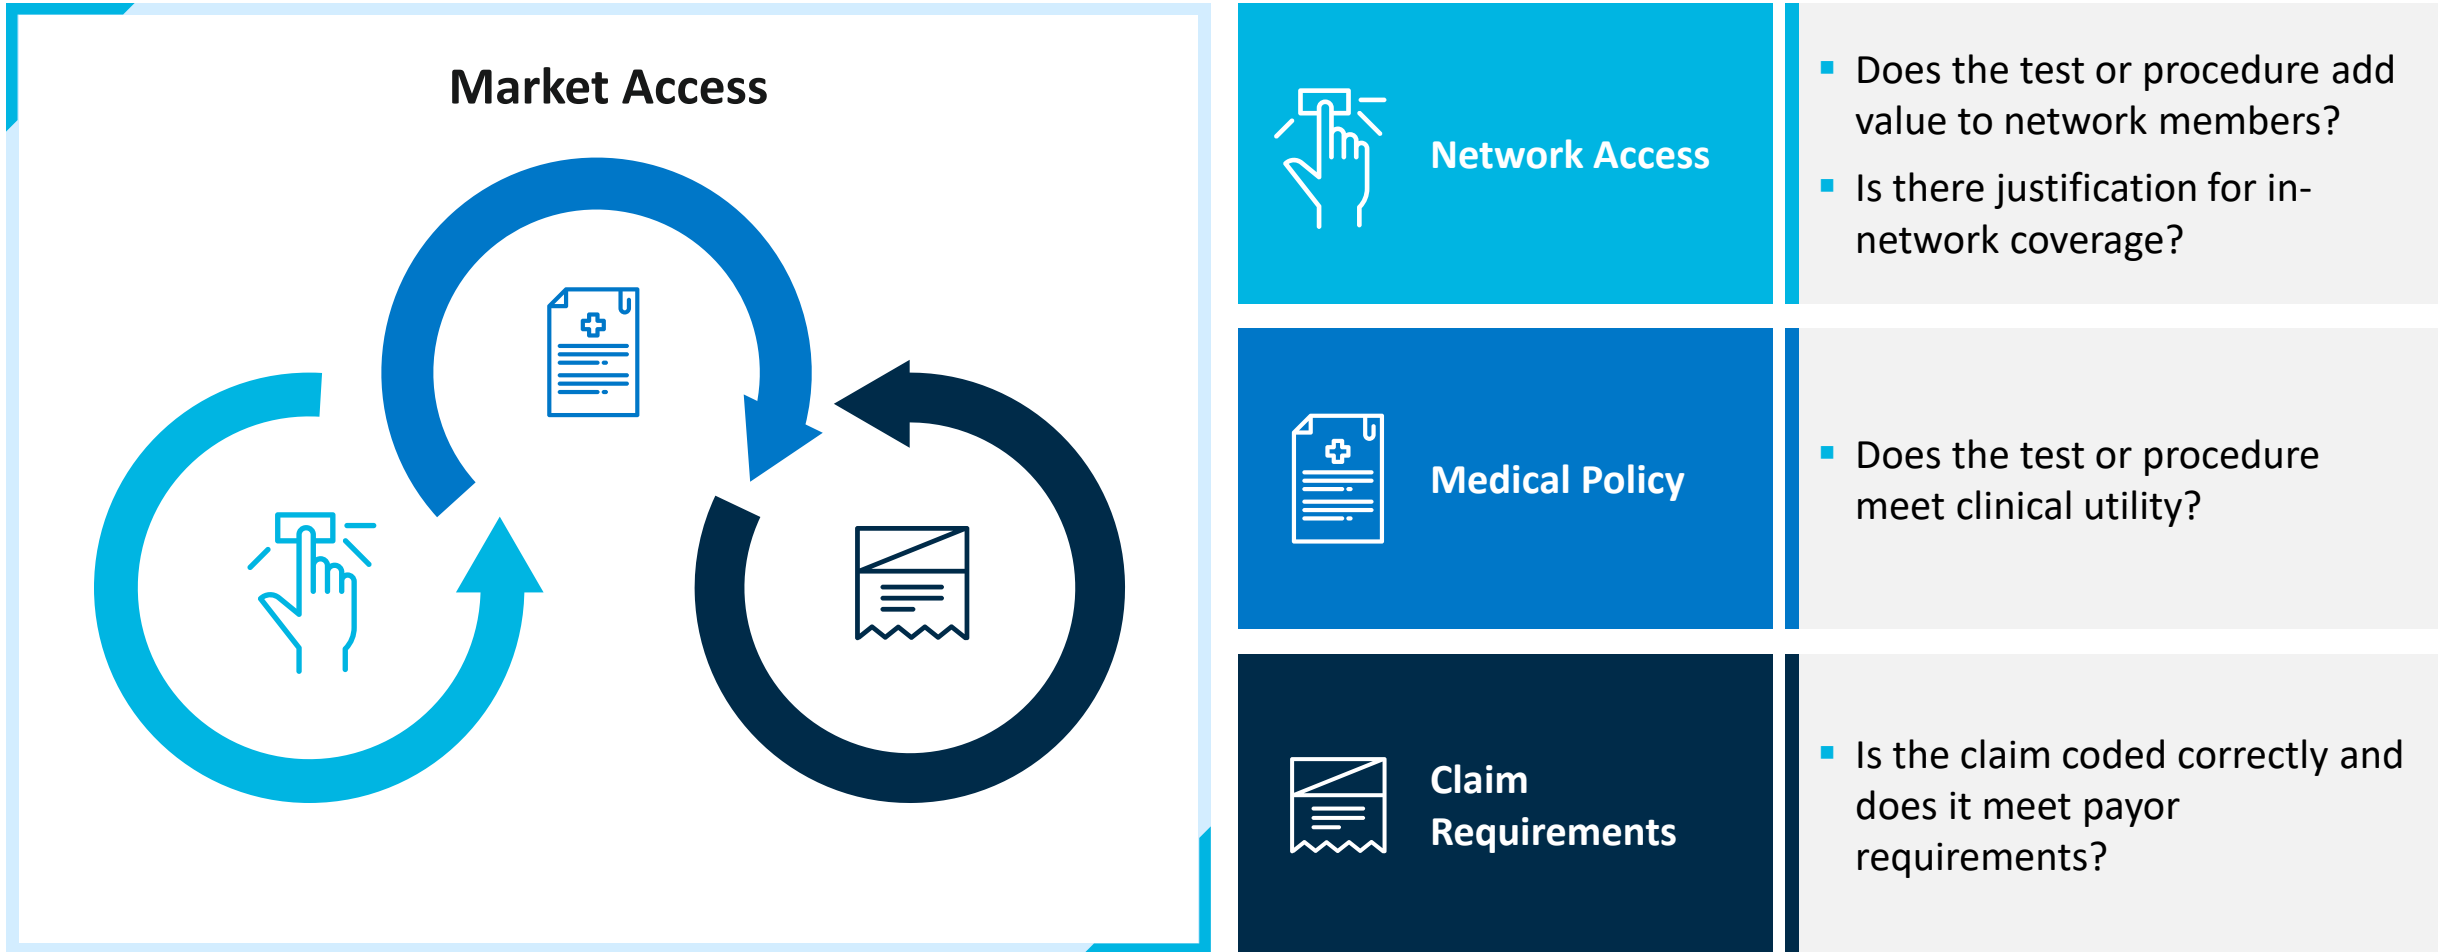 Market Access
Network Access
Does the test or procedure add
value to network members?
Is there justification for in-
network coverage?
Medical Policy
Does the test or procedure
meet clinical utility?
Claim
Requirements
Is the claim coded correctly and
does it meet payor
requirements?